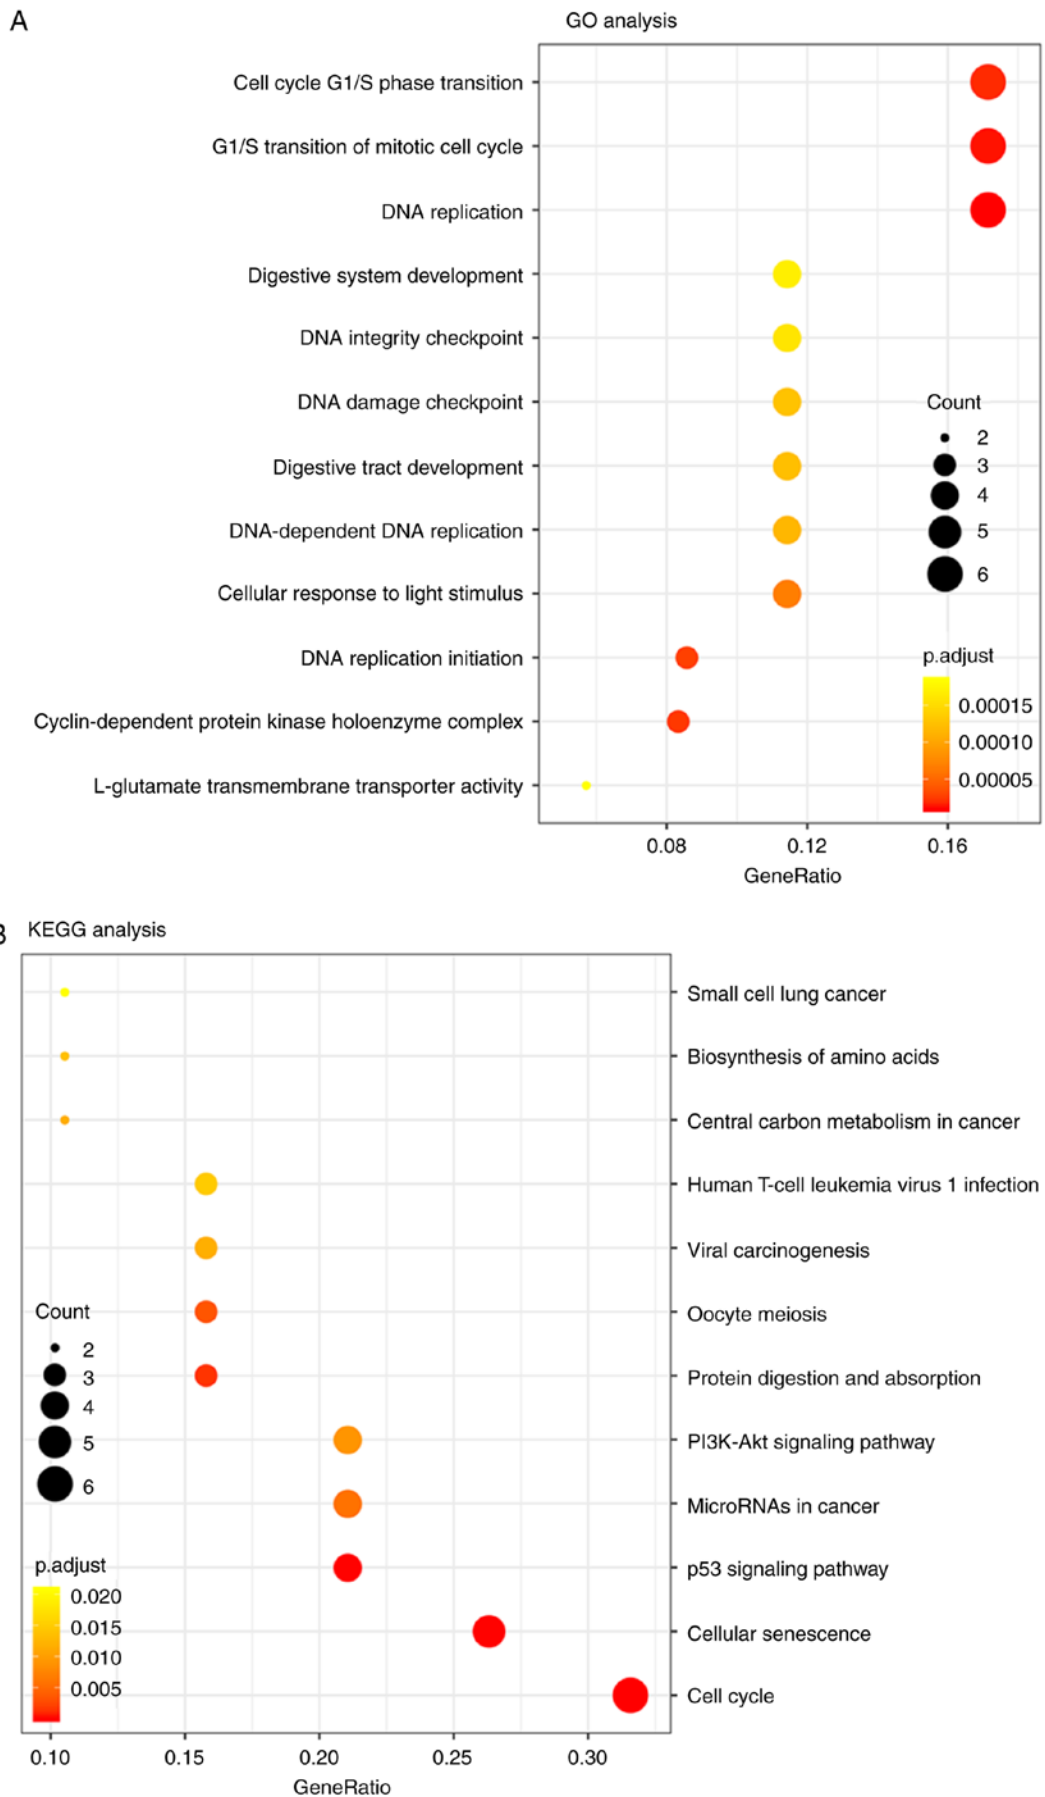 A
GO analysis
Cell cycle G1/S phase transition
G1/S transition of mitotic cell cycle
DNA replication
Digestive system development
DNA integrity checkpoint
DNA damage checkpoint
Digestive tract development
DNA-dependent DNA replication
Cellular response to light stimulus
DNA replication initiation
Cyclin-dependent protein kinase holoenzyme complex
L-glutamate transmembrane transporter activity
Count
2
3
4
5
6
p.adjust
0.00015
0.00010
0.00005
0.08 0.12 0.16
GeneRatio
B
KEGG analysis
Small cell lung cancer
Biosynthesis of amino acids
Central carbon metabolism in cancer
Human T-cell leukemia virus 1 infection
Viral carcinogenesis
Oocyte meiosis
Protein digestion and absorption
PI3K-Akt signaling pathway
MicroRNAs in cancer
p53 signaling pathway
Cellular senescence
Cell cycle
Count
2
3
4
5
6
p.adjust
0.020
0.015
0.010
0.005
0.10 0.15 0.20 0.25 0.30
GeneRatio